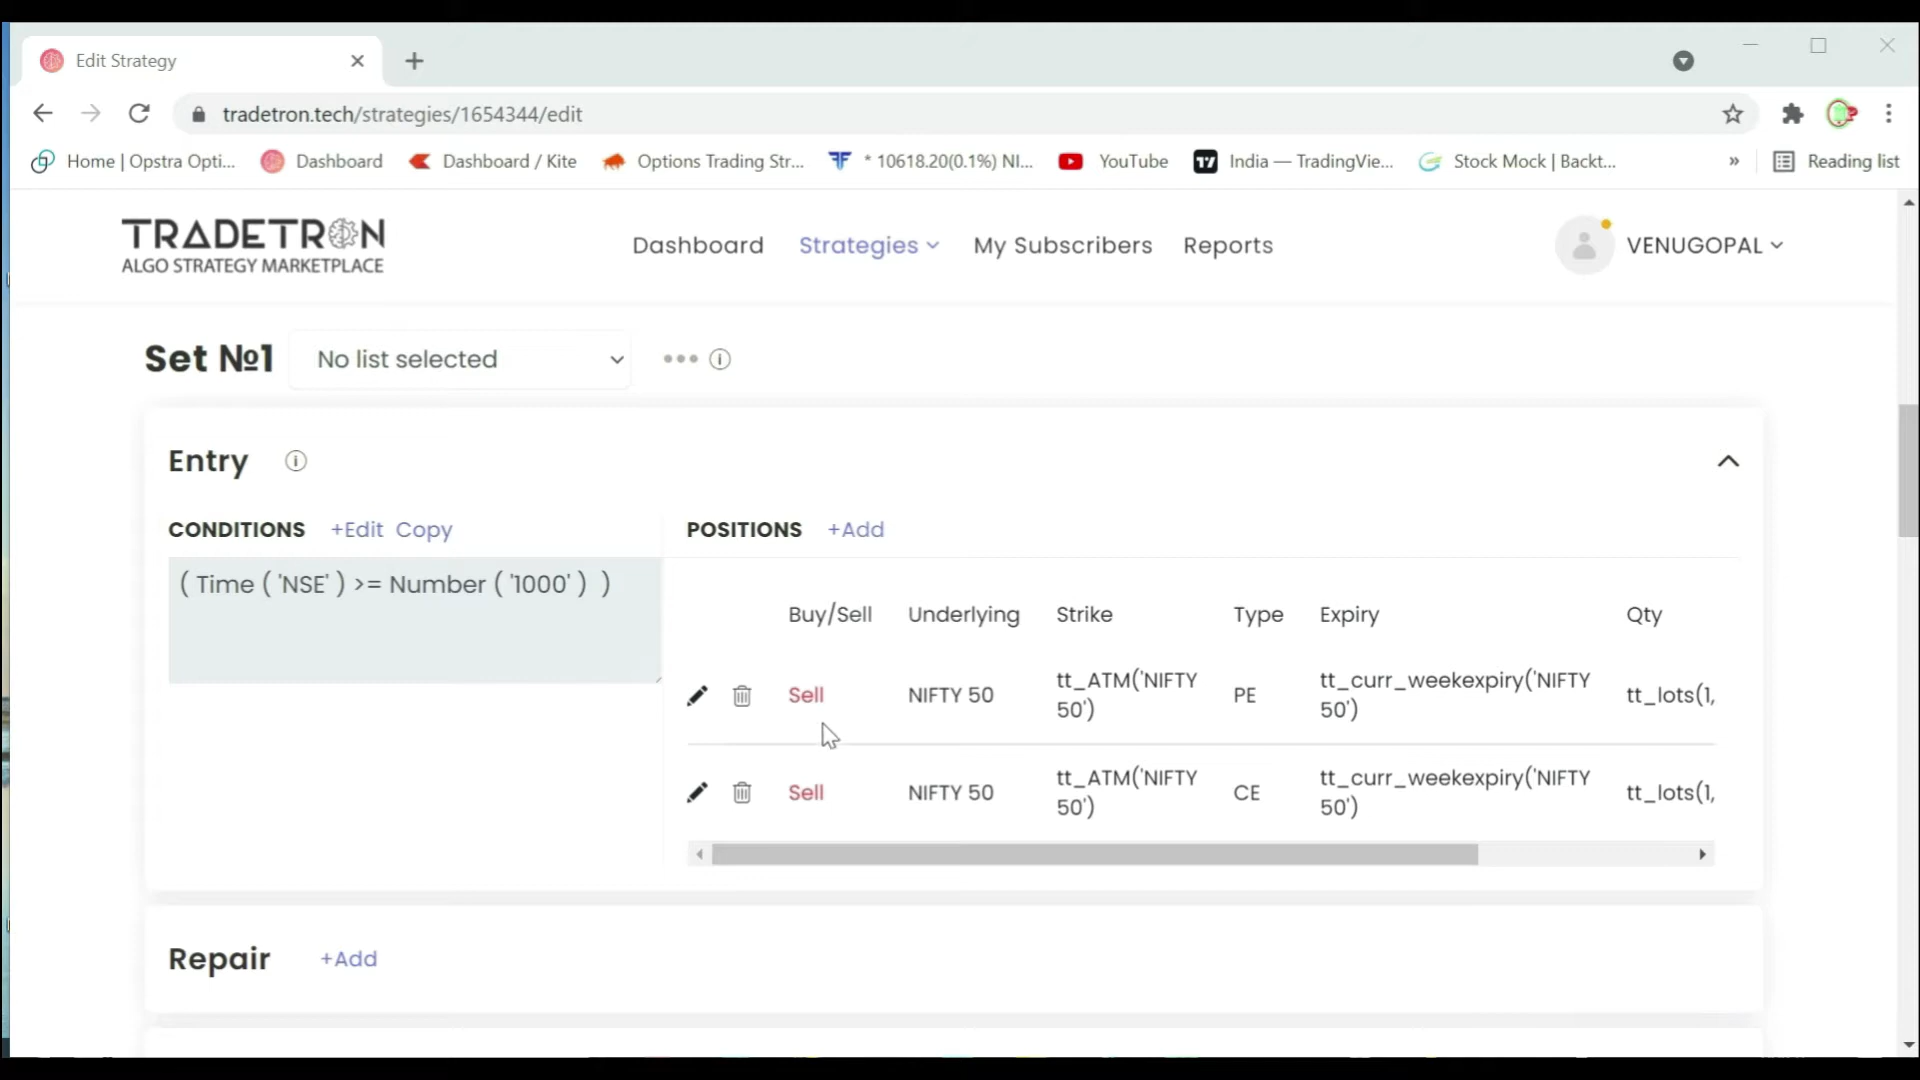 Edit Strategy
tradetron.tech/strategies/1654344/edit
Home | Opstra Opti... Dashboard Dashboard / Kite Options Trading Str... * 10618.20(0.1%) NI... YouTube India — TradingVie... Stock Mock | Backt... » Reading list
TRADETRON
ALGO STRATEGY MARKETPLACE
Dashboard Strategies My Subscribers Reports VENUGOPAL
Set №1 No list selected
Entry
CONDITIONS +Edit Copy POSITIONS +Add
( Time ( 'NSE' ) >= Number ( '1000' ) )
Buy/Sell Underlying Strike Type Expiry Qty
Sell NIFTY 50 tt_ATM('NIFTY 50') PE tt_curr_weekexpiry('NIFTY 50') tt_lots(1,
Sell NIFTY 50 tt_ATM('NIFTY 50') CE tt_curr_weekexpiry('NIFTY 50') tt_lots(1,
Repair +Add